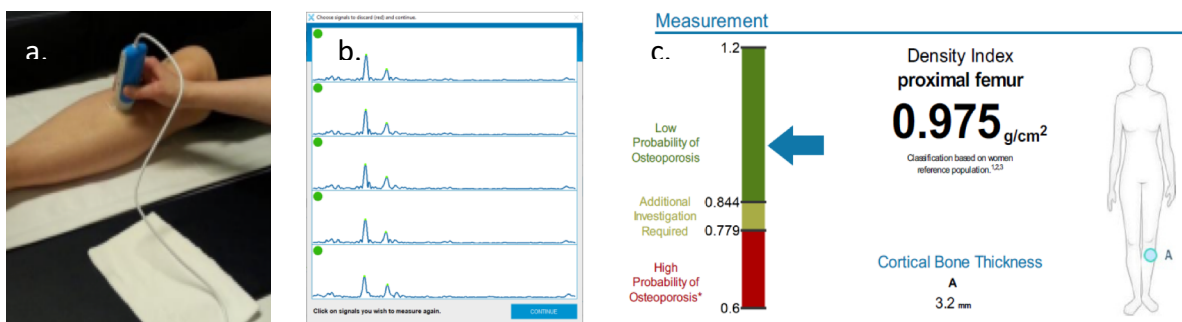 a.
Choose signals to discard (red) and continue.
b.
Click on signals you wish to measure again.
CONTINUE
Measurement
c.
1.2
Low
Probability of
Osteoporosis
0.844
Additional
Investigation
Required
0.779
High
Probability of
Osteoporosis*
0.6
Density Index
proximal femur
0.975 g/cm2
Classification based on women
reference population.1,2,3
Cortical Bone Thickness
A
3.2 mm
A